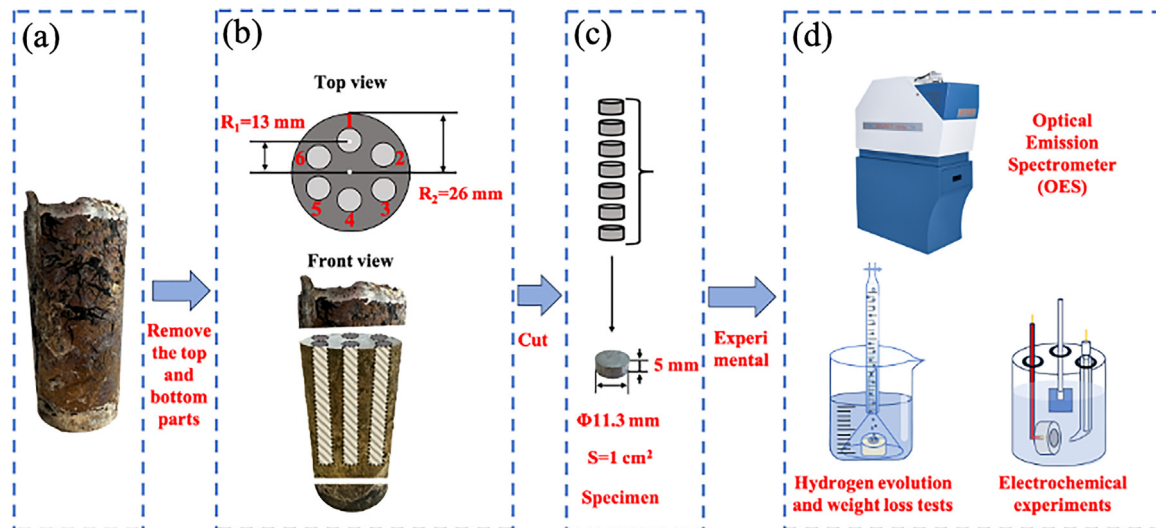 (a)
Remove
the top
and
bottom
parts
(b)
Top view
R₁=13 mm
1
2
3
4
5
6
R₂=26 mm
Front view
Cut
(c)
5 mm
Φ11.3 mm
S=1 cm²
Specimen
Experi
mental
(d)
Optical
Emission
Spectrometer
(OES)
Hydrogen evolution
and weight loss tests
Electrochemical
experiments